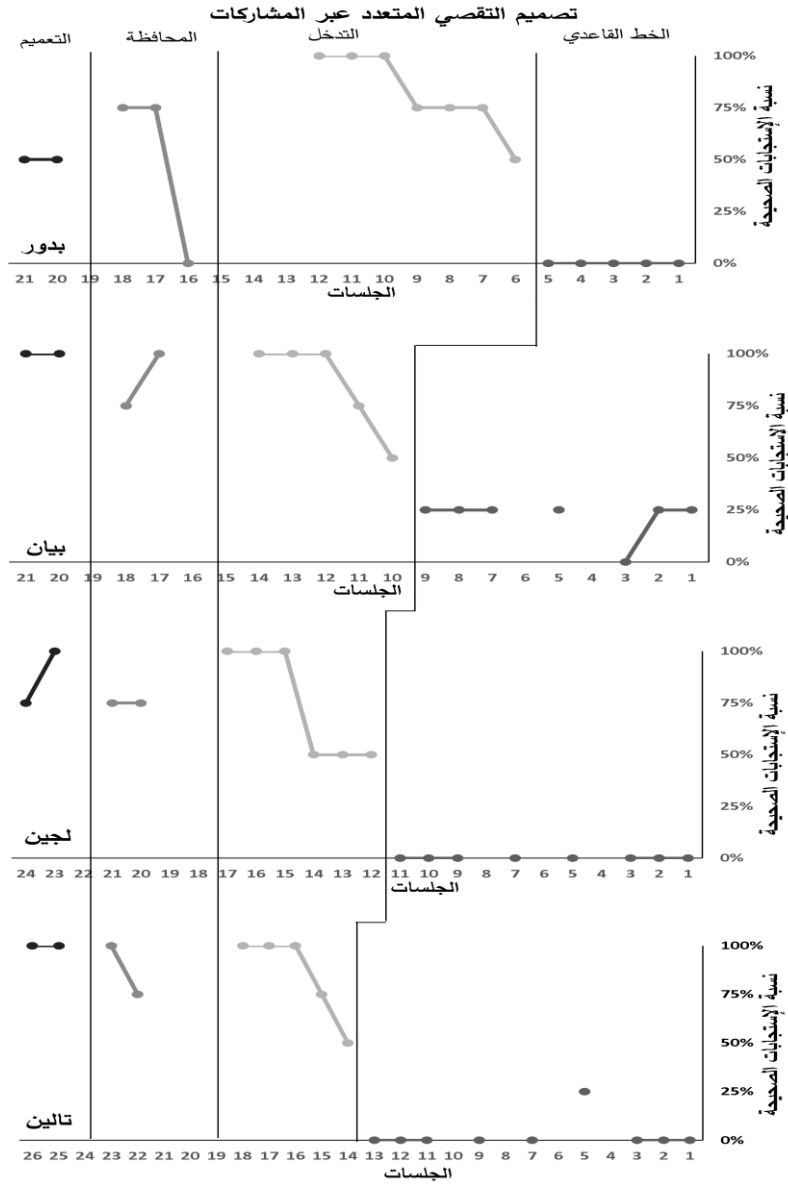 تصميم التقصي المتعدد عبر المشاركات
الخط القاعدي التدخل المحافظة التعميم
نسبة الإستجابات الصحيحة
100%
75%
50%
25%
0%
بدور
1 2 3 4 5 6 7 8 9 10 11 12 13 14 15 16 17 18 19 20 21
الجلسات
نسبة الإستجابات الصحيحة
100%
75%
50%
25%
0%
بيان
1 2 3 4 5 6 7 8 9 10 11 12 13 14 15 16 17 18 19 20 21
الجلسات
نسبة الإستجابات الصحيحة
100%
75%
50%
25%
0%
لجين
1 2 3 4 5 6 7 8 9 10 11 12 13 14 15 16 17 18 19 20 21 22 23 24
الجلسات
نسبة الإستجابات الصحيحة
100%
75%
50%
25%
0%
تالين
1 2 3 4 5 6 7 8 9 10 11 12 13 14 15 16 17 18 19 20 21 22 23 24 25 26
الجلسات